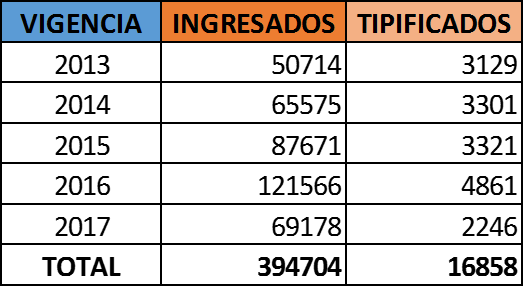 VIGENCIA INGRESADOS TIPIFICADOS
2013 50714 3129
2014 65575 3301
2015 87671 3321
2016 121566 4861
2017 69178 2246
TOTAL 394704 16858